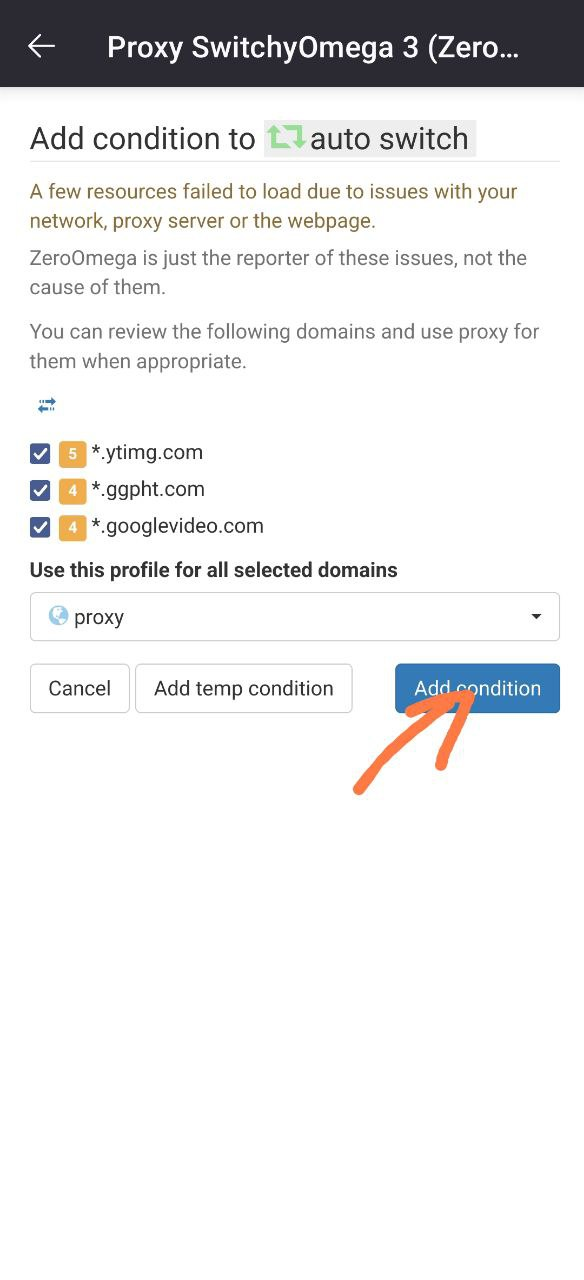 Proxy SwitchyOmega 3 (Zero...
Add condition to auto switch
A few resources failed to load due to issues with your
network, proxy server or the webpage.
ZeroOmega is just the reporter of these issues, not the
cause of them.
You can review the following domains and use proxy for
them when appropriate.
5 *.ytimg.com
4 *.ggpht.com
4 *.googlevideo.com
Use this profile for all selected domains
proxy
Cancel Add temp condition Add condition